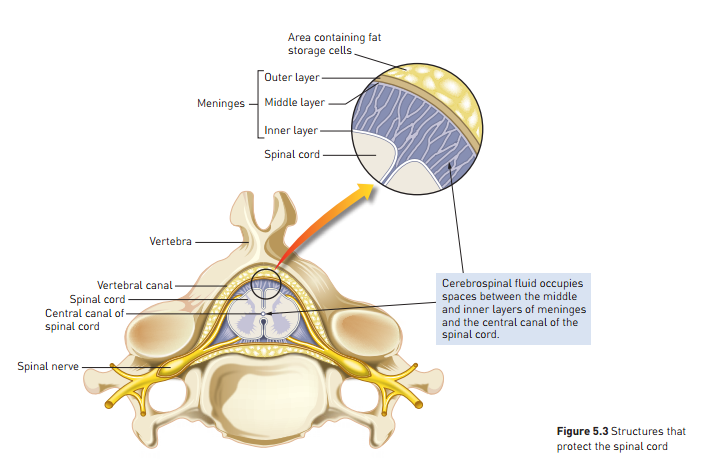 Area containing fat
storage cells
Outer layer
Meninges
Middle layer
Inner layer
Spinal cord
Vertebra
Vertebral canal
Spinal cord
Central canal of
spinal cord
Spinal nerve
Cerebrospinal fluid occupies
spaces between the middle
and inner layers of meninges
and the central canal of the
spinal cord.
Figure 5.3 Structures that
protect the spinal cord